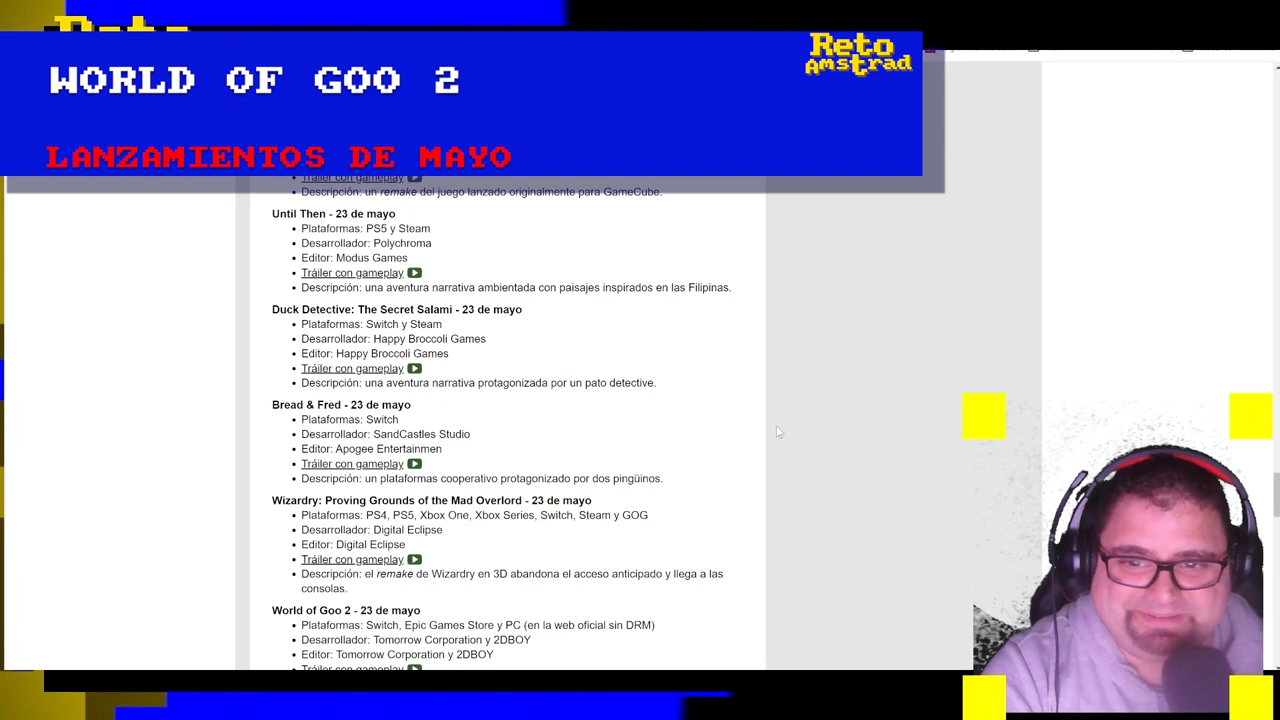 Reto
WORLD OF GOO 2
Reto
Amstrad
LANZAMIENTOS DE MAYO
Tráiler con gameplay
Descripción: un remake del juego lanzado originalmente para GameCube.
Until Then - 23 de mayo
Plataformas: PS5 y Steam
Desarrollador: Polychroma
Editor: Modus Games
Tráiler con gameplay
Descripción: una aventura narrativa ambientada con paisajes inspirados en las Filipinas.
Duck Detective: The Secret Salami - 23 de mayo
Plataformas: Switch y Steam
Desarrollador: Happy Broccoli Games
Editor: Happy Broccoli Games
Tráiler con gameplay
Descripción: una aventura narrativa protagonizada por un pato detective.
Bread & Fred - 23 de mayo
Plataformas: Switch
Desarrollador: SandCastles Studio
Editor: Apogee Entertainmen
Tráiler con gameplay
Descripción: un plataformas cooperativo protagonizado por dos pingüinos.
Wizardry: Proving Grounds of the Mad Overlord - 23 de mayo
Plataformas: PS4, PS5, Xbox One, Xbox Series, Switch, Steam y GOG
Desarrollador: Digital Eclipse
Editor: Digital Eclipse
Tráiler con gameplay
Descripción: el remake de Wizardry en 3D abandona el acceso anticipado y llega a las
consolas.
World of Goo 2 - 23 de mayo
Plataformas: Switch, Epic Games Store y PC (en la web oficial sin DRM)
Desarrollador: Tomorrow Corporation y 2DBOY
Editor: Tomorrow Corporation y 2DBOY
Tráiler con gameplay